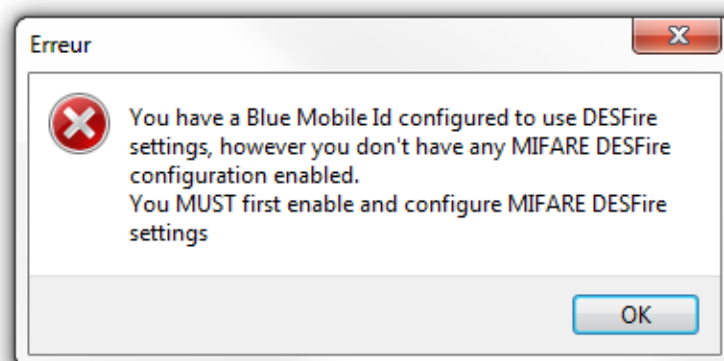 Erreur
You have a Blue Mobile Id configured to use DESFire
settings, however you don't have any MIFARE DESFire
configuration enabled.
You MUST first enable and configure MIFARE DESFire
settings
OK